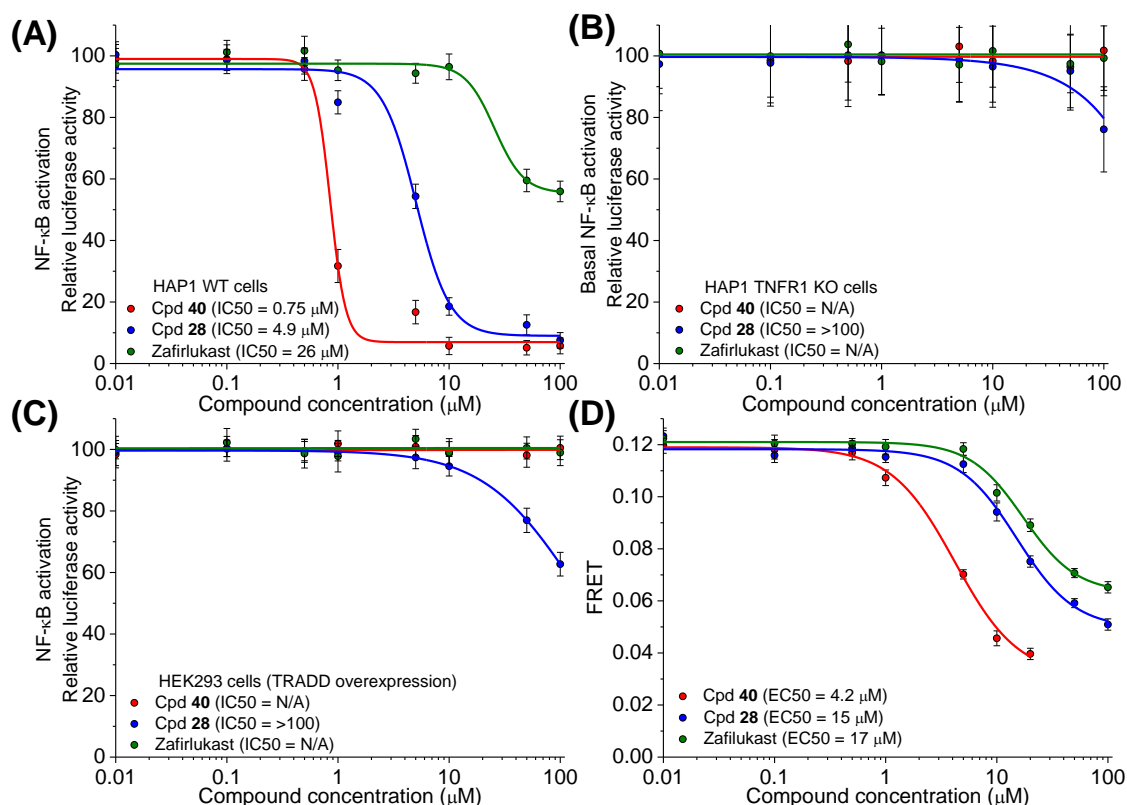 (A)
NF-κB activation
Relative luciferase activity
100
80
60
40
20
0
HAP1 WT cells
Cpd 40 (IC50 = 0.75 μM)
Cpd 28 (IC50 = 4.9 μM)
Zafirlukast (IC50 = 26 μM)
0.01 0.1 1 10 100
Compound concentration (μM)
(B)
Basal NF-κB activation
Relative luciferase activity
100
80
60
40
20
0
HAP1 TNFR1 KO cells
Cpd 40 (IC50 = N/A)
Cpd 28 (IC50 = >100)
Zafirlukast (IC50 = N/A)
0.01 0.1 1 10 100
Compound concentration (μM)
(C)
NF-κB activation
Relative luciferase activity
100
80
60
40
20
0
HEK293 cells (TRADD overexpression)
Cpd 40 (IC50 = N/A)
Cpd 28 (IC50 = >100)
Zafirlukast (IC50 = N/A)
0.01 0.1 1 10 100
Compound concentration (μM)
(D)
FRET
0.12
0.10
0.08
0.06
0.04
0.02
0.00
Cpd 40 (EC50 = 4.2 μM)
Cpd 28 (EC50 = 15 μM)
Zafilukast (EC50 = 17 μM)
0.01 0.1 1 10 100
Compound concentration (μM)